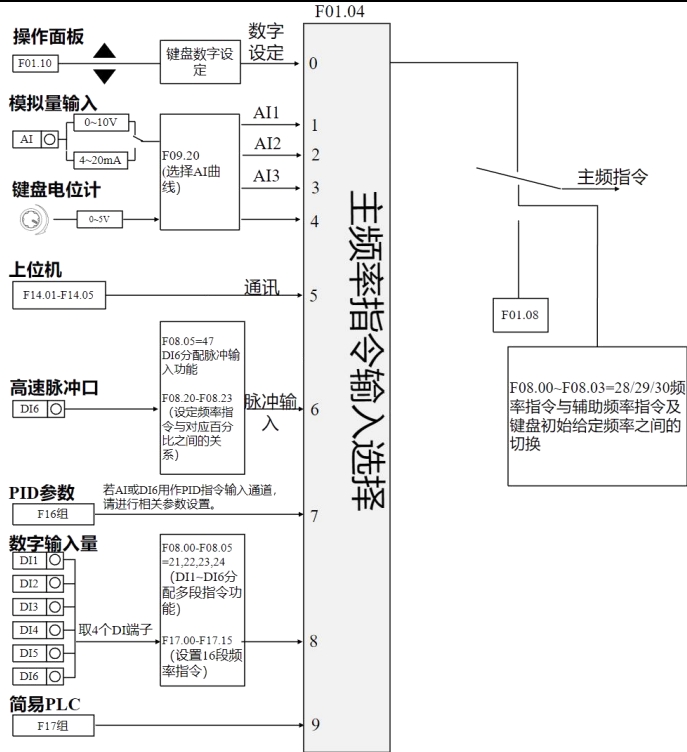 F01.04
操作面板
F01.10
键盘数字设
定
数字
设定
0
模拟量输入
AI
0~10V
4~20mA
F09.20
(选择AI曲
线)
AI1
1
AI2
2
AI3
3
键盘电位计
0~5V
4
上位机
F14.01-F14.05
通讯
5
高速脉冲口
DI6
F08.05=47
DI6分配脉冲输
入功能
F08.20-F08.23
（设定频率指
令与对应百分
比之间的关
系）
脉冲输
入
6
PID参数
F16组
若AI或DI6用作PID指令输入通道，
请进行相关参数设置。
7
数字输入量
DI1
DI2
DI3
DI4
DI5
DI6
取4个DI端子
F08.00-F08.05
=21,22,23,24
（DI1~DI6分
配多段指令功
能）
F17.00-F17.15
（设置16段频
率指令）
8
简易PLC
F17组
9
主频率指令输入选择
主频指令
F01.08
F08.00~F08.03=28/29/30频
率指令与辅助频率指令及
键盘初始给定频率之间的
切换